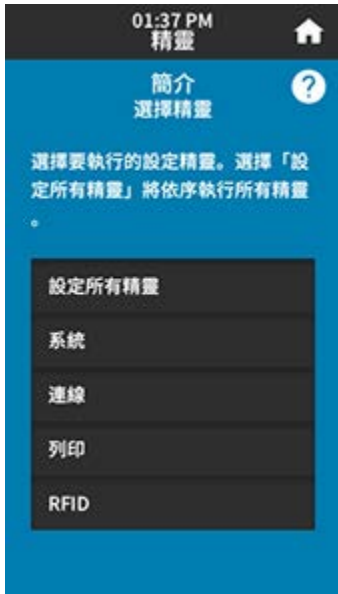 01:37 PM
精靈
簡介
選擇精靈
選擇要執行的設定精靈。選擇「設
定所有精靈」將依序執行所有精靈
。
設定所有精靈
系統
連線
列印
RFID